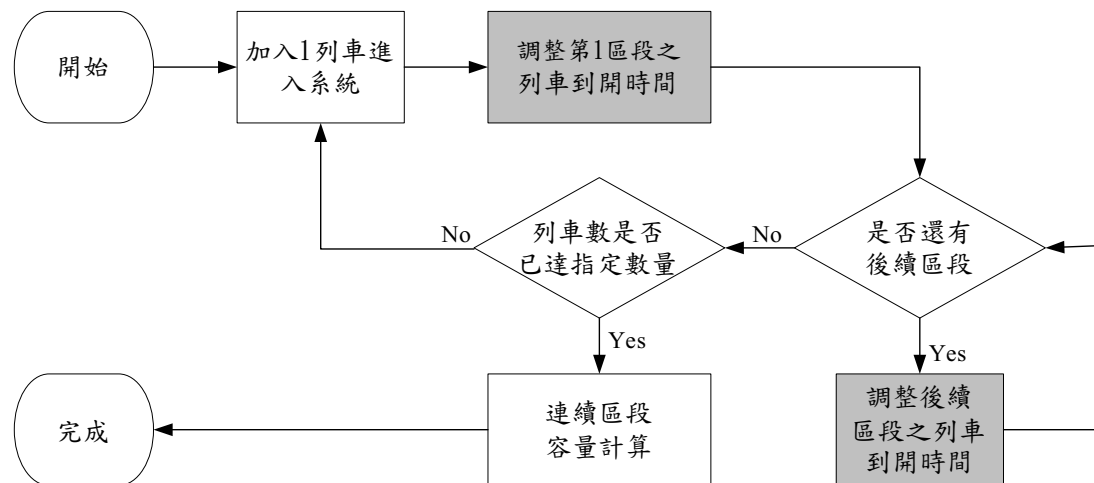 開始
加入1列車進
入系統
調整第1區段之
列車到開時間
No
列車數是否
已達指定數量
No
是否還有
後續區段
Yes
Yes
完成
連續區段
容量計算
調整後續
區段之列車
到開時間